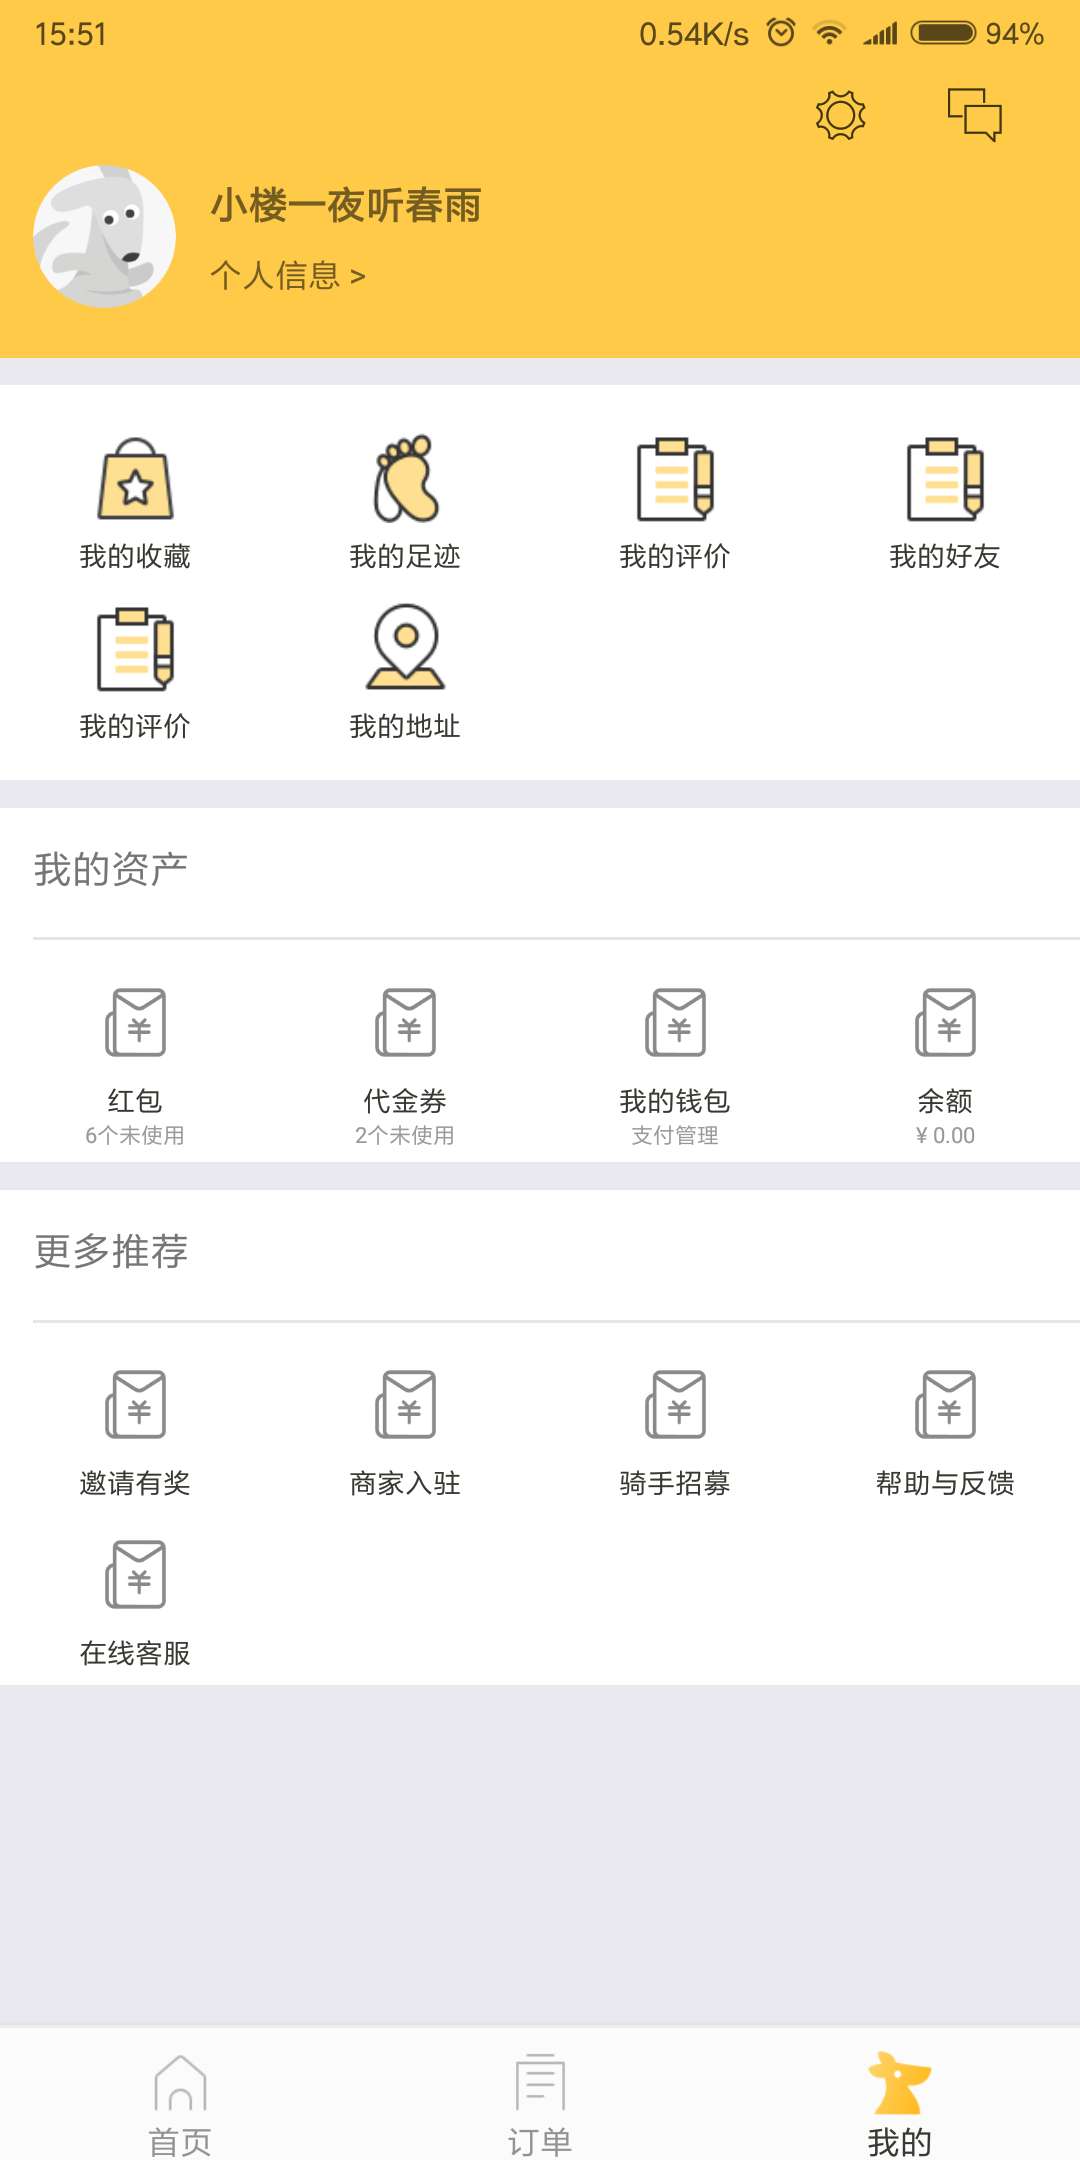 15:51 0.54K/s 94%
小楼一夜听春雨
个人信息 >
我的收藏 我的足迹 我的评价 我的好友
我的评价 我的地址
我的资产
红包 代金券 我的钱包 余额
6个未使用 2个未使用 支付管理 ¥ 0.00
更多推荐
邀请有奖 商家入驻 骑手招募 帮助与反馈
在线客服
首页 订单 我的